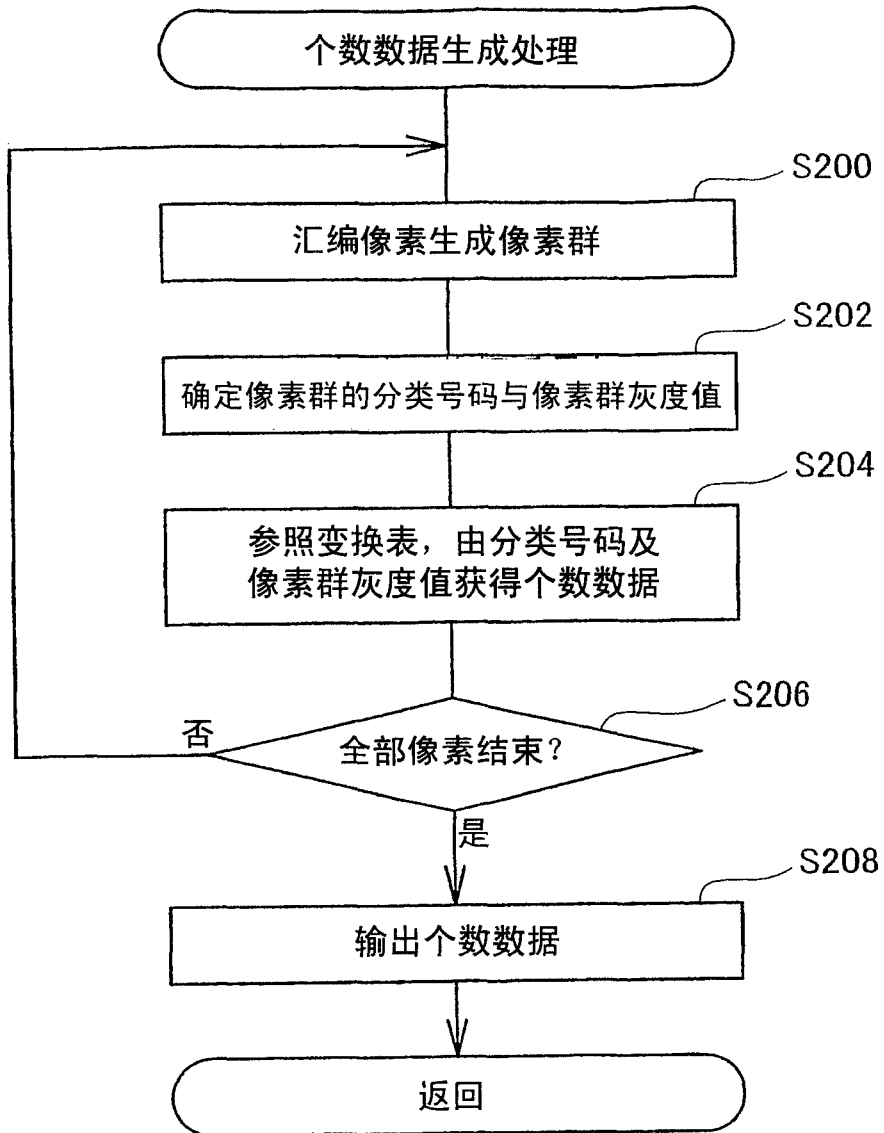 个数数据生成处理
S200
汇编像素生成像素群
S202
确定像素群的分类号码与像素群灰度值
S204
参照变换表，由分类号码及
像素群灰度值获得个数数据
S206
否
全部像素结束？
是
S208
输出个数数据
返回